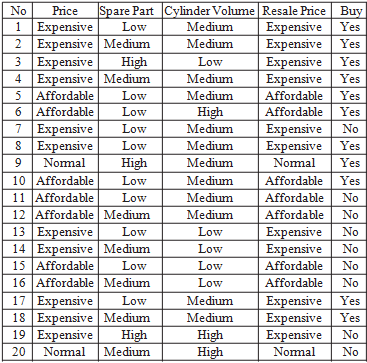 No Price Spare Part Cylinder Volume Resale Price Buy
1 Expensive Low Medium Expensive Yes
2 Expensive Medium Medium Expensive Yes
3 Expensive High Low Expensive Yes
4 Expensive Medium Medium Expensive Yes
5 Affordable Low Medium Affordable Yes
6 Affordable Low High Affordable Yes
7 Expensive Low Medium Expensive No
8 Expensive Low Medium Expensive Yes
9 Normal High Medium Normal Yes
10 Affordable Low Medium Affordable Yes
11 Affordable Low Medium Affordable No
12 Affordable Medium Medium Affordable No
13 Expensive Low Low Expensive No
14 Expensive Medium Low Expensive No
15 Affordable Low Low Affordable No
16 Affordable Medium Low Affordable No
17 Expensive Low Medium Expensive Yes
18 Expensive Medium Medium Expensive Yes
19 Expensive High High Expensive No
20 Normal Medium High Normal No